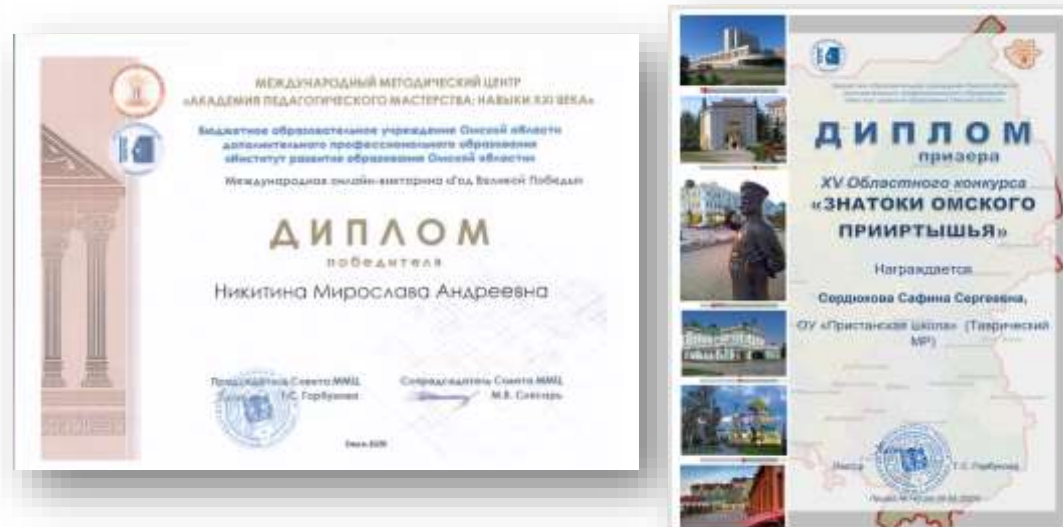 МЕЖДУНАРОДНЫЙ МЕТОДИЧЕСКИЙ ЦЕНТР
«АКАДЕМИЯ ПЕДАГОГИЧЕСКОГО МАСТЕРСТВА: НАВЫКИ XXI ВЕКА»
Бюджетное образовательное учреждение Омской области
дополнительного профессионального образования
«Институт развития образования Омской области»
Международная онлайн-викторина «Год Великой Победы»
ДИПЛОМ
победителя
Никитина Мирослава Андреевна
Председатель Совета ММЦ
Т.С. Горбунова
Сопредседатель Совета ММЦ
М.В. Слесарь
ДИПЛОМ
призера
XV Областного конкурса
«ЗНАТОКИ ОМСКОГО
ПРИИРТЫШЬЯ»
Награждается
Сердюкова Сафина Сергеевна,
ОУ «Пристанская школа» (Таврический
МР)
Т.С. Горбунова